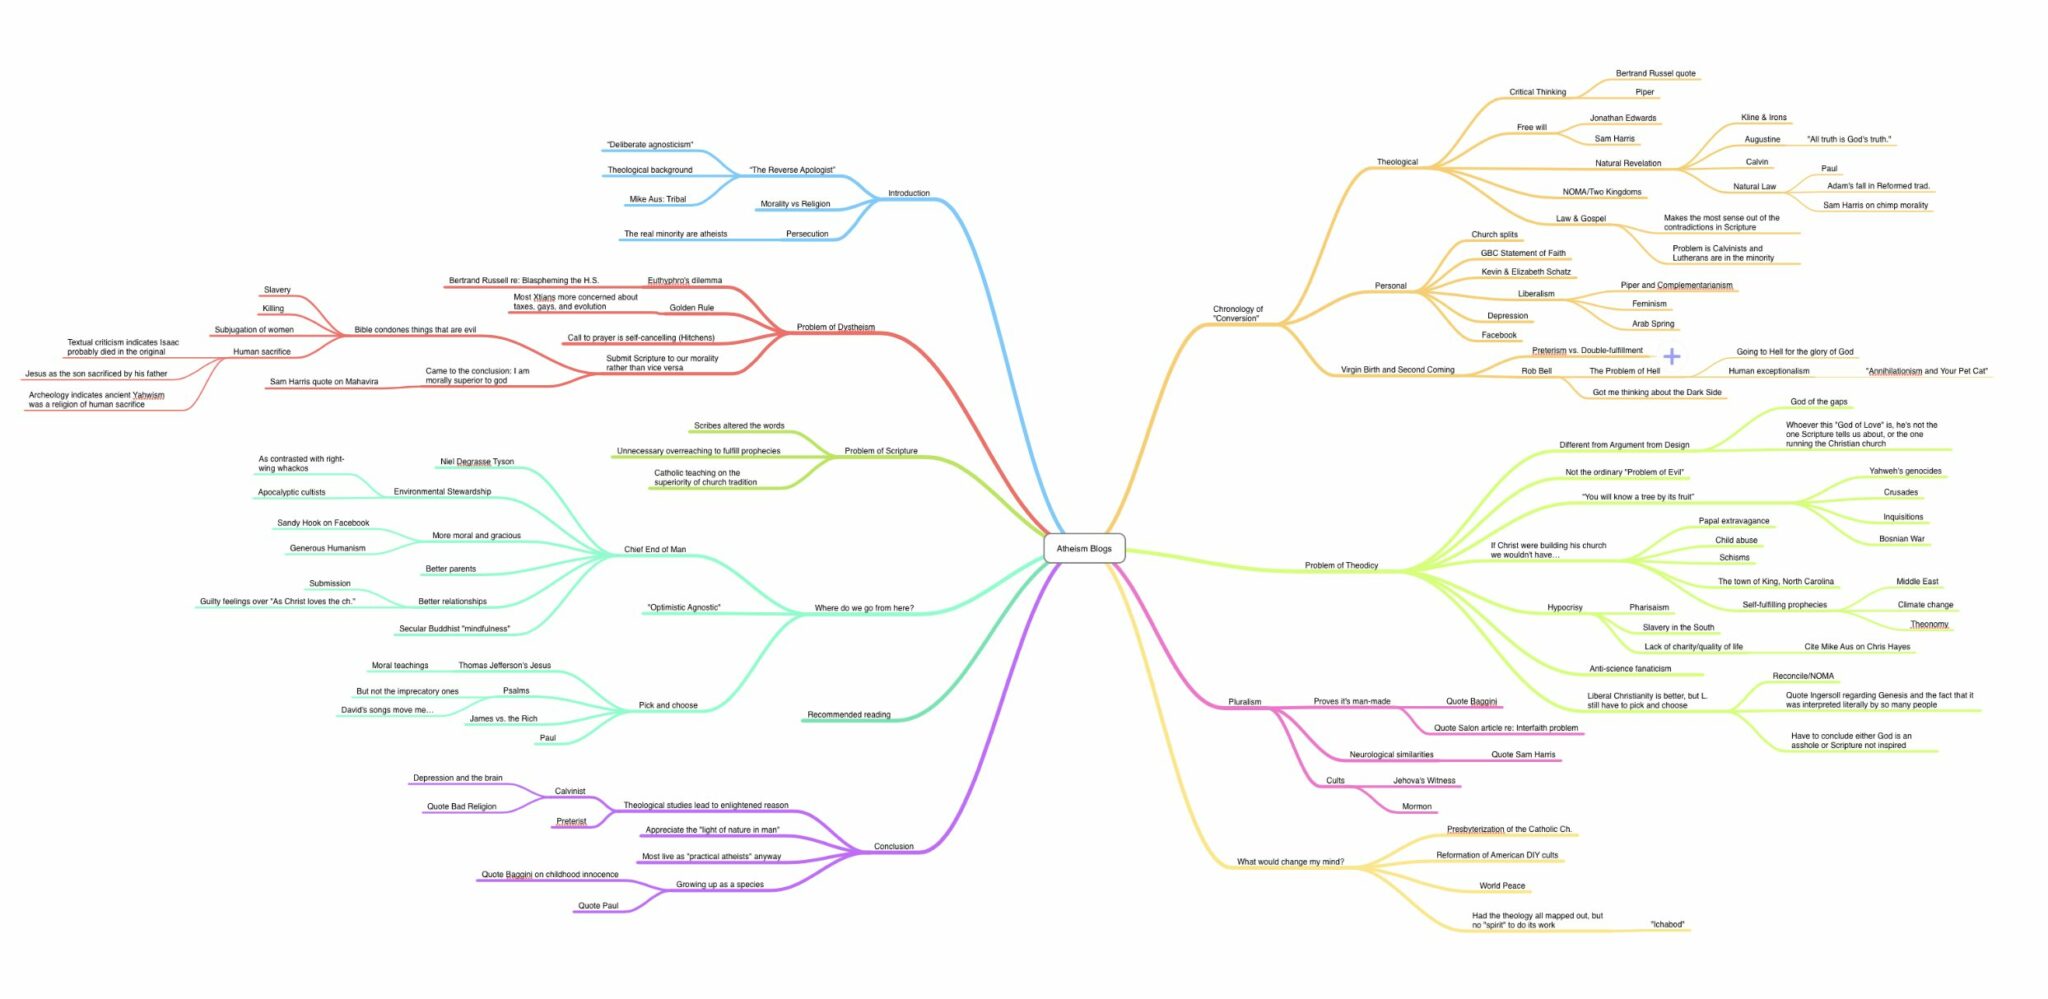 Atheism Blogs
Introduction
"The Reverse Apologist"
"Deliberate agnosticism"
Theological background
Mike Aus: Tribal
Morality vs Religion
Persecution
The real minority are atheists
Problem of Dystheism
Euthyphro's dilemma
Bertrand Russell re: Blaspheming the H.S.
Golden Rule
Most Xtians more concerned about
taxes, gays, and evolution
Call to prayer is self-cancelling (Hitchens)
Submit Scripture to our morality
rather than vice versa
Bible condones things that are evil
Slavery
Killing
Subjugation of women
Human sacrifice
Textual criticism indicates Isaac
probably died in the original
Jesus as the son sacrificed by his father
Archeology indicates ancient Yahwism
was a religion of human sacrifice
Came to the conclusion: I am
morally superior to god
Sam Harris quote on Mahavira
Problem of Scripture
Scribes altered the words
Unnecessary overreaching to fulfill prophecies
Catholic teaching on the
superiority of church tradition
Where do we go from here?
Chief End of Man
Niel Degrasse Tyson
Environmental Stewardship
As contrasted with right-
wing whackos
Apocalyptic cultists
More moral and gracious
Sandy Hook on Facebook
Generous Humanism
Better parents
Better relationships
Submission
Guilty feelings over "As Christ loves the ch."
Secular Buddhist "mindfulness"
"Optimistic Agnostic"
Pick and choose
Thomas Jefferson's Jesus
Moral teachings
Psalms
But not the imprecatory ones
David's songs move me...
James vs. the Rich
Paul
Recommended reading
Conclusion
Theological studies lead to enlightened reason
Calvinist
Depression and the brain
Quote Bad Religion
Preterist
Appreciate the "light of nature in man"
Most live as "practical atheists" anyway
Growing up as a species
Quote Baggini on childhood innocence
Quote Paul
Chronology of
"Conversion"
Theological
Critical Thinking
Bertrand Russel quote
Piper
Free will
Jonathan Edwards
Sam Harris
Natural Revelation
Kline & Irons
Augustine
"All truth is God's truth."
Calvin
Natural Law
Paul
Adam's fall in Reformed trad.
Sam Harris on chimp morality
NOMA/Two Kingdoms
Law & Gospel
Makes the most sense out of the
contradictions in Scripture
Problem is Calvinists and
Lutherans are in the minority
Personal
Church splits
GBC Statement of Faith
Kevin & Elizabeth Schatz
Liberalism
Piper and Complementarianism
Feminism
Arab Spring
Depression
Facebook
Virgin Birth and Second Coming
Preterism vs. Double-fulfillment
Rob Bell
The Problem of Hell
Going to Hell for the glory of God
Human exceptionalism
"Annihilationism and Your Pet Cat"
Got me thinking about the Dark Side
Problem of Theodicy
Different from Argument from Design
God of the gaps
Whoever this "God of Love" is, he's not the
one Scripture tells us about, or the one
running the Christian church
Not the ordinary "Problem of Evil"
"You will know a tree by its fruit"
Yahweh's genocides
Crusades
Inquisitions
Bosnian War
If Christ were building his church
we wouldn't have...
Papal extravagance
Child abuse
Schisms
The town of King, North Carolina
Self-fulfilling prophecies
Middle East
Climate change
Theonomy
Hypocrisy
Pharisaism
Slavery in the South
Lack of charity/quality of life
Cite Mike Aus on Chris Hayes
Anti-science fanaticism
Liberal Christianity is better, but L.
still have to pick and choose
Reconcile/NOMA
Quote Ingersoll regarding Genesis and the fact that it
was interpreted literally by so many people
Have to conclude either God is an
asshole or Scripture not inspired
Pluralism
Proves it's man-made
Quote Baggini
Quote Salon article re: Interfaith problem
Neurological similarities
Quote Sam Harris
Cults
Jehova's Witness
Mormon
What would change my mind?
Presbyterization of the Catholic Ch.
Reformation of American DIY cults
World Peace
Had the theology all mapped out, but
no "spirit" to do its work
"Ichabod"